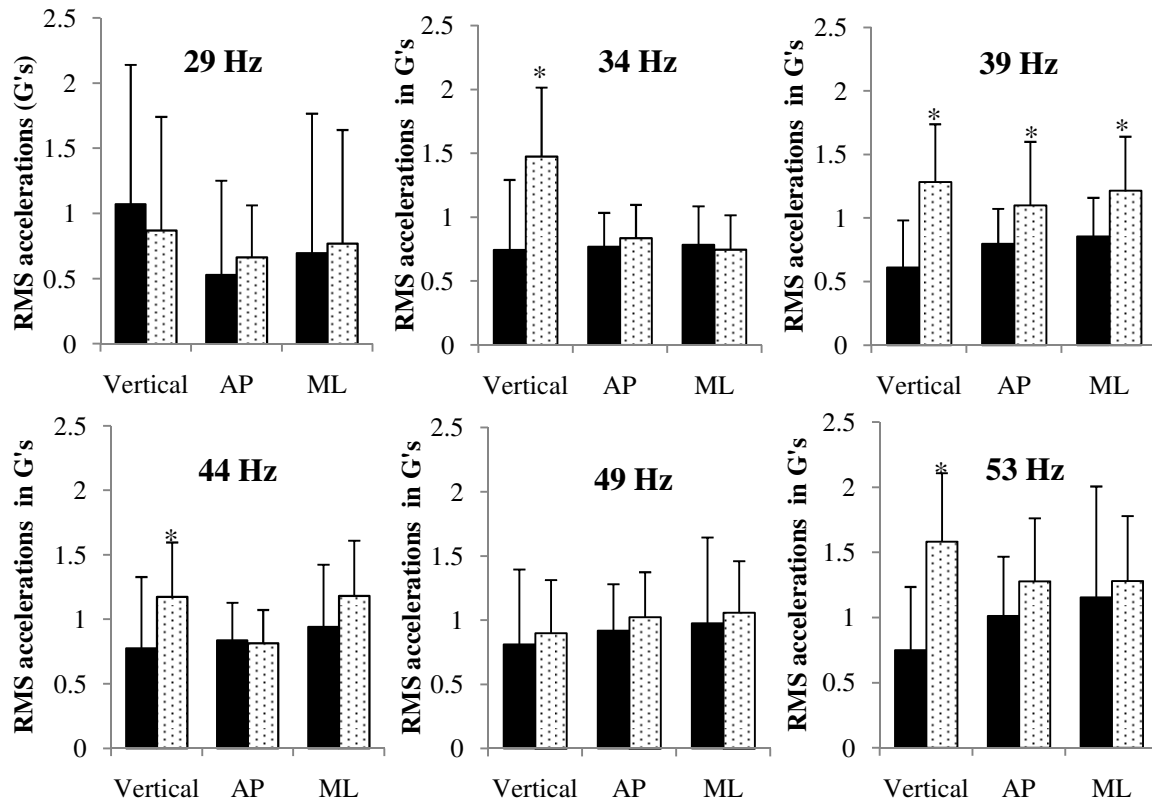 RMS accelerations (G's)
29 Hz
2.5
2
1.5
1
0.5
0
Vertical AP ML
RMS accelerations in G's
34 Hz
2.5
2
1.5
1
0.5
0
*
Vertical AP ML
RMS accelerations in G's
39 Hz
2.5
2
1.5
1
0.5
0
* * *
Vertical AP ML
RMS accelerations in G's
44 Hz
2.5
2
1.5
1
0.5
0
*
Vertical AP ML
RMS accelerations in G's
49 Hz
2.5
2
1.5
1
0.5
0
Vertical AP ML
RMS accelerations in G's
53 Hz
2.5
2
1.5
1
0.5
0
*
Vertical AP ML